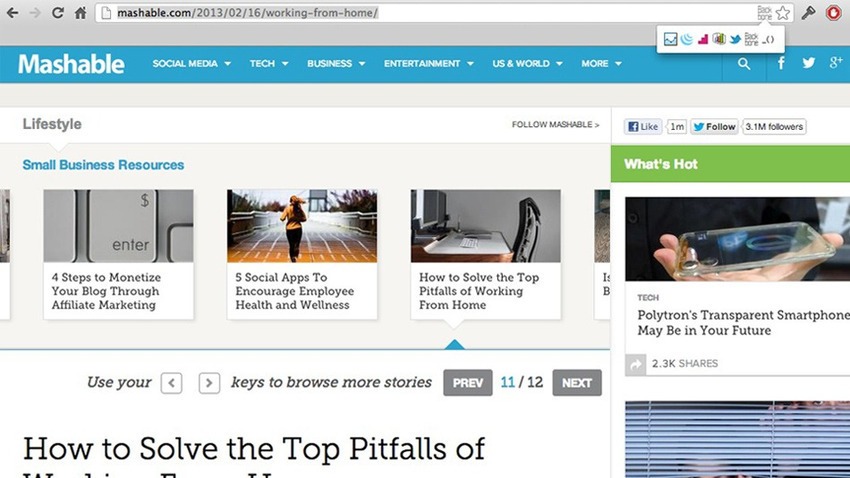 mashable.com/2013/02/16/working-from-home/
Back
bone
Back
bone
_()
Mashable
SOCIAL MEDIA
TECH
BUSINESS
ENTERTAINMENT
US & WORLD
MORE
Lifestyle
FOLLOW MASHABLE >
Like
1m
Follow
3.1M followers
Small Business Resources
What's Hot
$
enter
4 Steps to Monetize
Your Blog Through
Affiliate Marketing
5 Social Apps To
Encourage Employee
Health and Wellness
How to Solve the Top
Pitfalls of Working
From Home
TECH
Polytron's Transparent Smartphone
May Be in Your Future
2.3K SHARES
Use your < > keys to browse more stories
PREV
11 / 12
NEXT
How to Solve the Top Pitfalls of